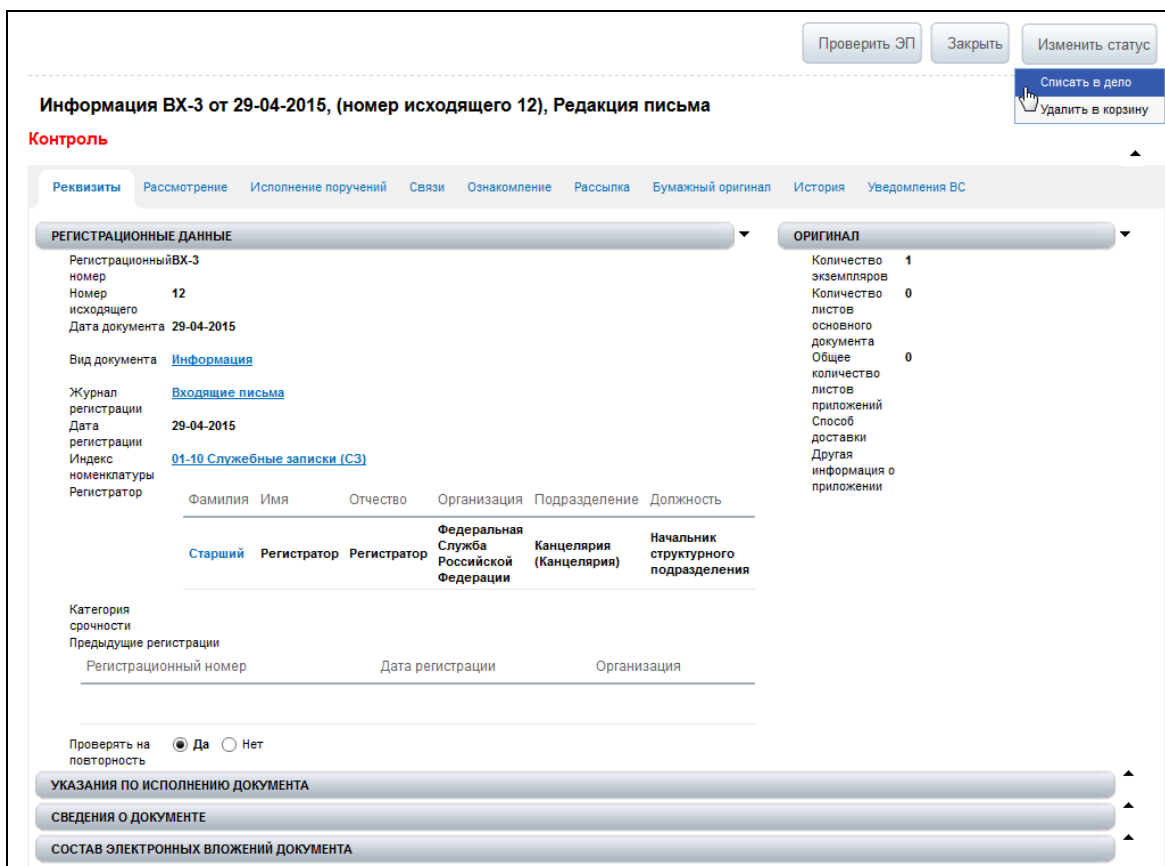 Проверить ЭП Закрыть Изменить статус
Списать в дело
Удалить в корзину
Информация ВХ-3 от 29-04-2015, (номер исходящего 12), Редакция письма
Контроль
Реквизиты Рассмотрение Исполнение поручений Связи Ознакомление Рассылка Бумажный оригинал История Уведомления ВС
РЕГИСТРАЦИОННЫЕ ДАННЫЕ
Регистрационный ВХ-3
номер
Номер 12
исходящего
Дата документа 29-04-2015
Вид документа Информация
Журнал Входящие письма
регистрации
Дата 29-04-2015
регистрации
Индекс 01-10 Служебные записки (СЗ)
номенклатуры
Регистратор
Фамилия Имя Отчество Организация Подразделение Должность
Старший Регистратор Регистратор Федеральная Служба Российской Федерации Канцелярия (Канцелярия) Начальник структурного подразделения
Категория
срочности
Предыдущие регистрации
Регистрационный номер Дата регистрации Организация
Проверять на Да Нет
повторность
ОРИГИНАЛ
Количество 1
экземпляров
Количество 0
листов
основного
документа
Общее 0
количество
листов
приложений
Способ
доставки
Другая
информация о
приложении
УКАЗАНИЯ ПО ИСПОЛНЕНИЮ ДОКУМЕНТА
СВЕДЕНИЯ О ДОКУМЕНТЕ
СОСТАВ ЭЛЕКТРОННЫХ ВЛОЖЕНИЙ ДОКУМЕНТА